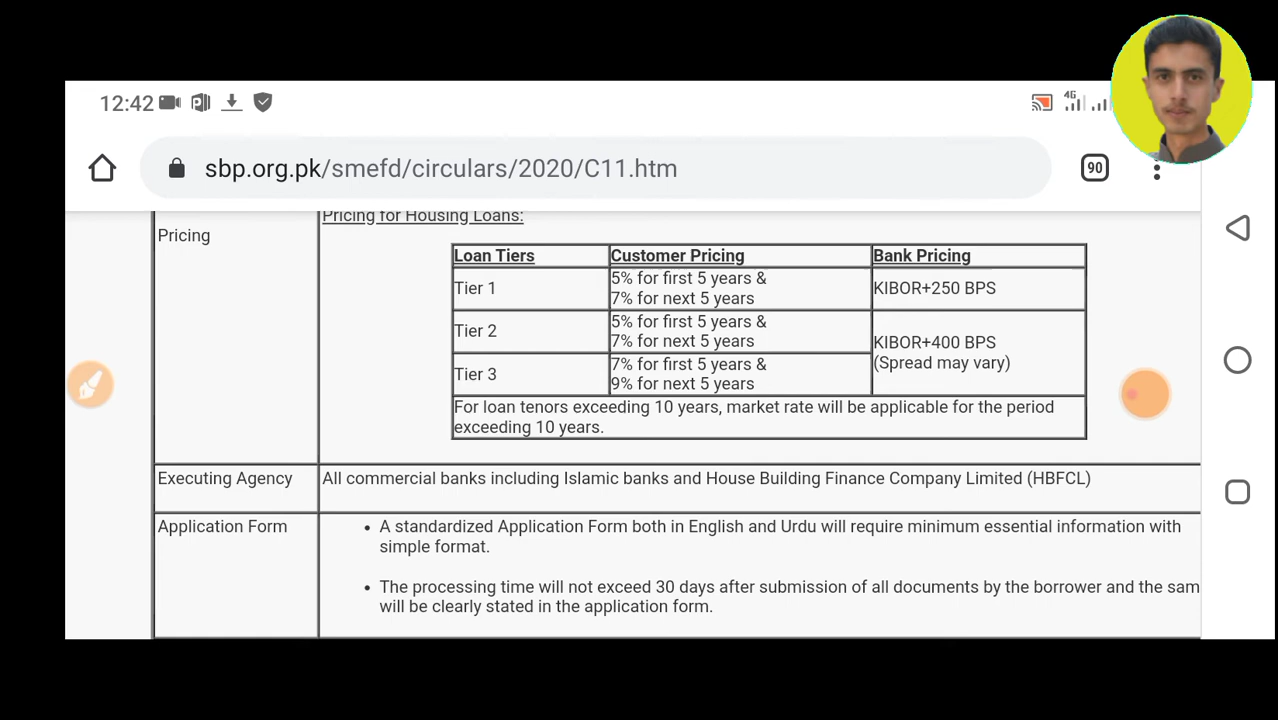 12:42
4G
sbp.org.pk/smefd/circulars/2020/C11.htm
90
Pricing for Housing Loans:
Pricing
Loan Tiers Customer Pricing Bank Pricing
Tier 1 5% for first 5 years & 7% for next 5 years KIBOR+250 BPS
Tier 2 5% for first 5 years & 7% for next 5 years KIBOR+400 BPS (Spread may vary)
Tier 3 7% for first 5 years & 9% for next 5 years
For loan tenors exceeding 10 years, market rate will be applicable for the period
exceeding 10 years.
Executing Agency All commercial banks including Islamic banks and House Building Finance Company Limited (HBFCL)
Application Form
• A standardized Application Form both in English and Urdu will require minimum essential information with
simple format.
• The processing time will not exceed 30 days after submission of all documents by the borrower and the sam
will be clearly stated in the application form.